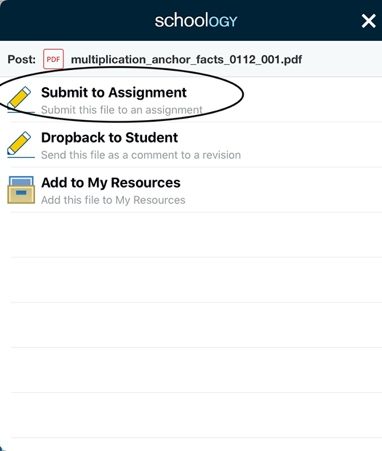 schoology
Post: PDF multiplication_anchor_facts_0112_001.pdf
Submit to Assignment
Submit this file to an assignment
Dropback to Student
Send this file as a comment to a revision
Add to My Resources
Add this file to My Resources